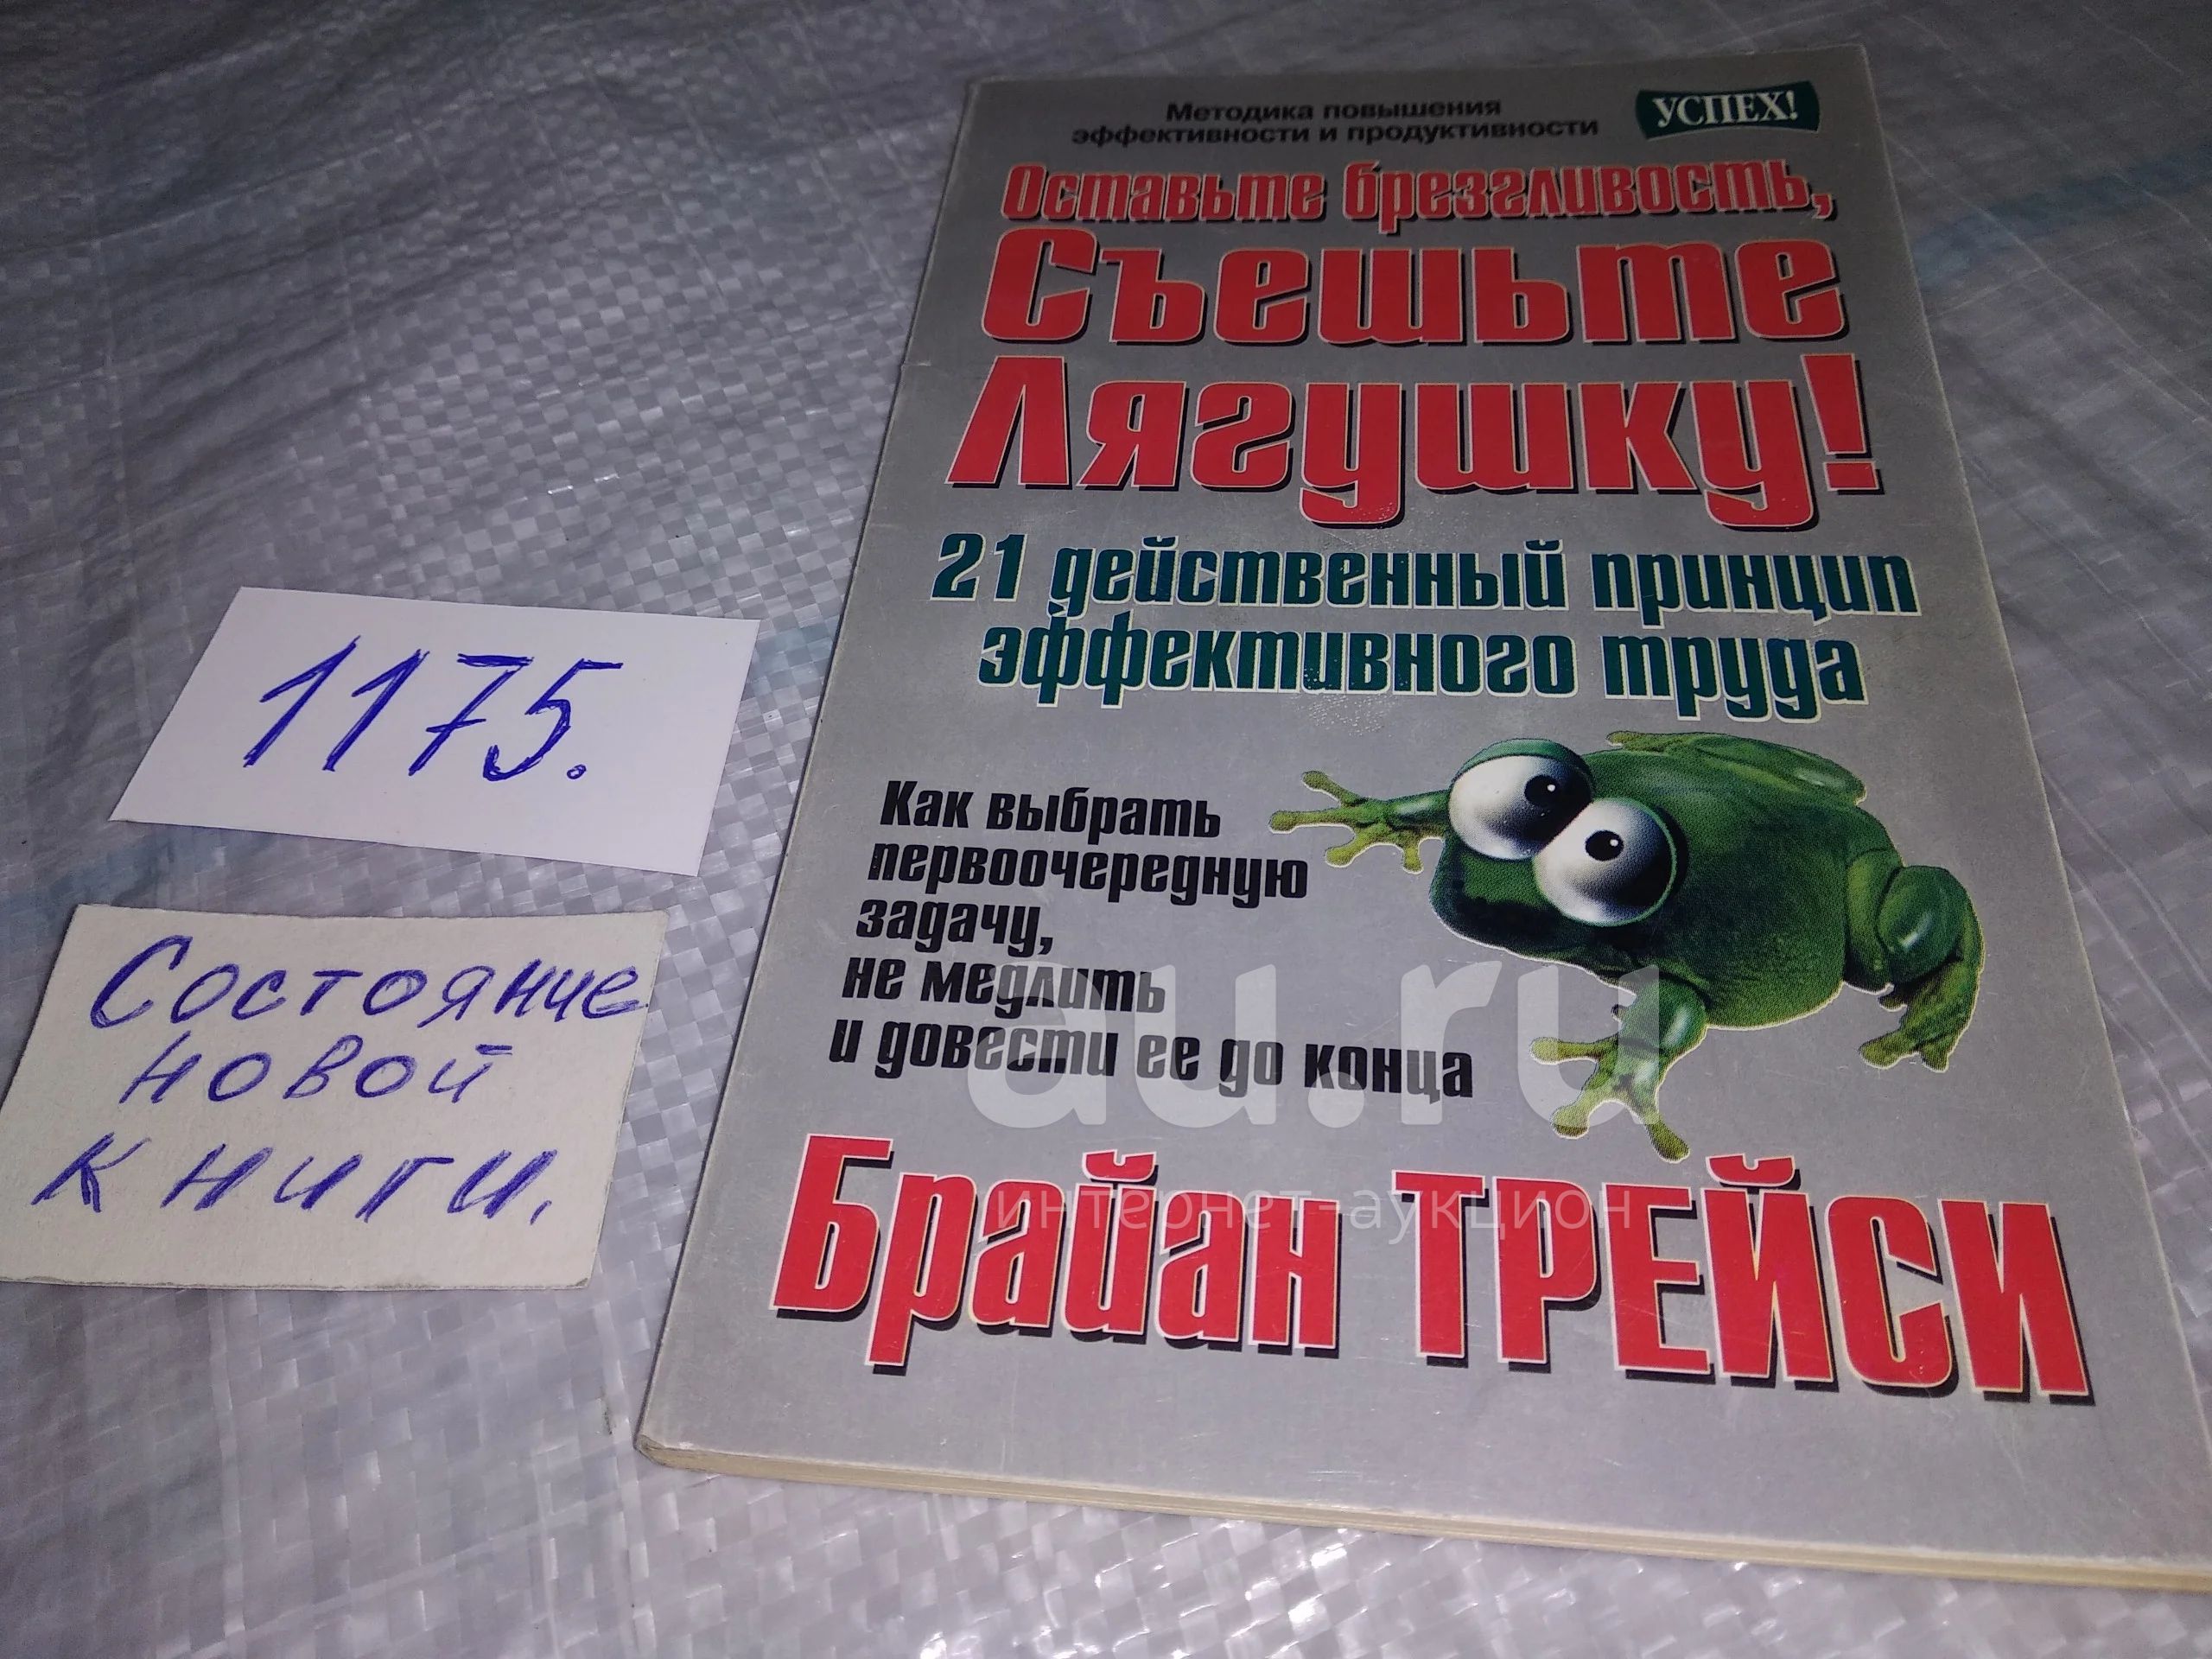 Методика повышения
эффективности и продуктивности
УСПЕХ!
Оставьте брезгливость,
Съешьте
Лягушку!
21 действенный принцип
эффективного труда
Как выбрать
первоочередную
задачу,
не медлить
и довести ее до конца
Брайан ТРЕЙСИ
1175.
Состояние
новой
книги.
au.ru
интернет-аукцион